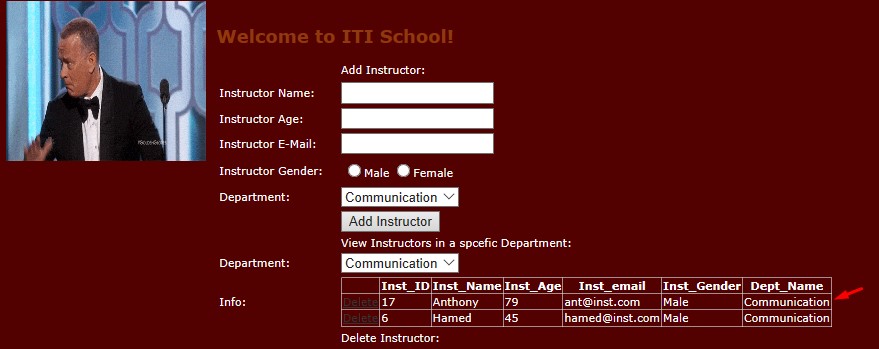 Welcome to ITI School!
Add Instructor:
Instructor Name:
Instructor Age:
Instructor E-Mail:
Instructor Gender: Male Female
Department: Communication
Add Instructor
View Instructors in a spcefic Department:
Department: Communication
Inst_ID Inst_Name Inst_Age Inst_email Inst_Gender Dept_Name
Info:
Delete 17 Anthony 79 ant@inst.com Male Communication
Delete 6 Hamed 45 hamed@inst.com Male Communication
Delete Instructor: